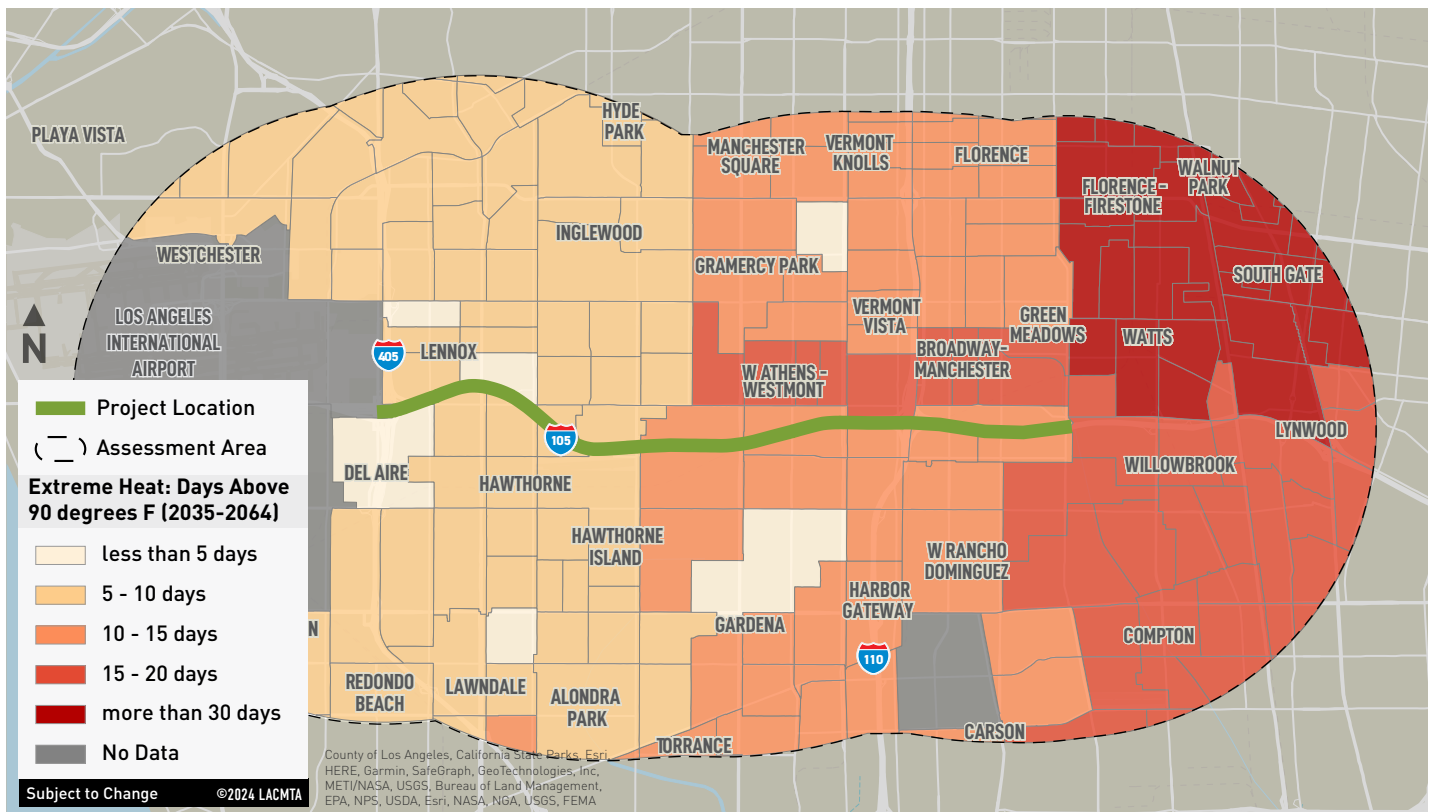 PLAYA VISTA
HYDE
PARK
MANCHESTER
SQUARE
VERMONT
KNOLLS
FLORENCE
FLORENCE -
FIRESTONE
WALNUT
PARK
WESTCHESTER
INGLEWOOD
GRAMERCY PARK
SOUTH GATE
LOS ANGELES
INTERNATIONAL
AIRPORT
N
405
LENNOX
VERMONT
VISTA
GREEN
MEADOWS
WATTS
BROADWAY-
MANCHESTER
W ATHENS -
WESTMONT
105
LYNWOOD
DEL AIRE
HAWTHORNE
WILLOWBROOK
HAWTHORNE
ISLAND
W RANCHO
DOMINGUEZ
HARBOR
GATEWAY
GARDENA
COMPTON
N
110
REDONDO
BEACH
LAWNDALE
ALONDRA
PARK
TORRANCE
CARSON
Project Location
Assessment Area
Extreme Heat: Days Above
90 degrees F (2035-2064)
less than 5 days
5 - 10 days
10 - 15 days
15 - 20 days
more than 30 days
No Data
Subject to Change ©2024 LACMTA
County of Los Angeles, California State Parks, Esri,
HERE, Garmin, SafeGraph, GeoTechnologies, Inc,
METI/NASA, USGS, Bureau of Land Management,
EPA, NPS, USDA, Esri, NASA, NGA, USGS, FEMA